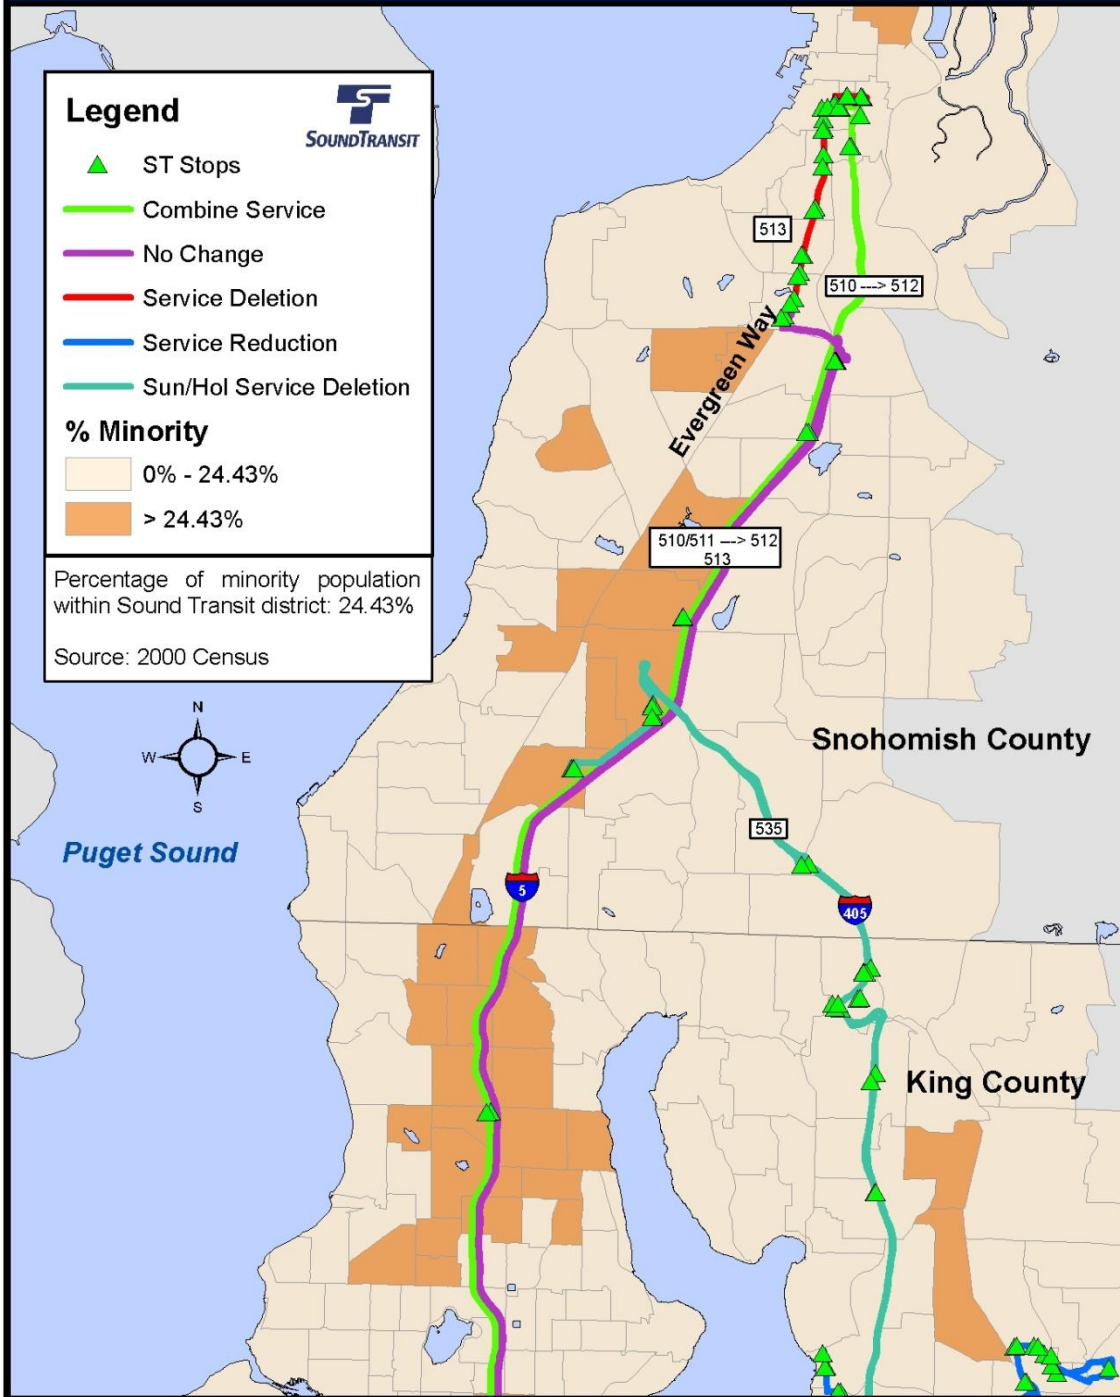 Legend
SOUNDTRANSIT
ST Stops
Combine Service
No Change
Service Deletion
Service Reduction
Sun/Hol Service Deletion
% Minority
0% - 24.43%
> 24.43%
Percentage of minority population
within Sound Transit district: 24.43%
Source: 2000 Census
N
W
E
S
Puget Sound
513
510 ---> 512
Evergreen Way
510/511 ---> 512
513
Snohomish County
535
5
405
King County